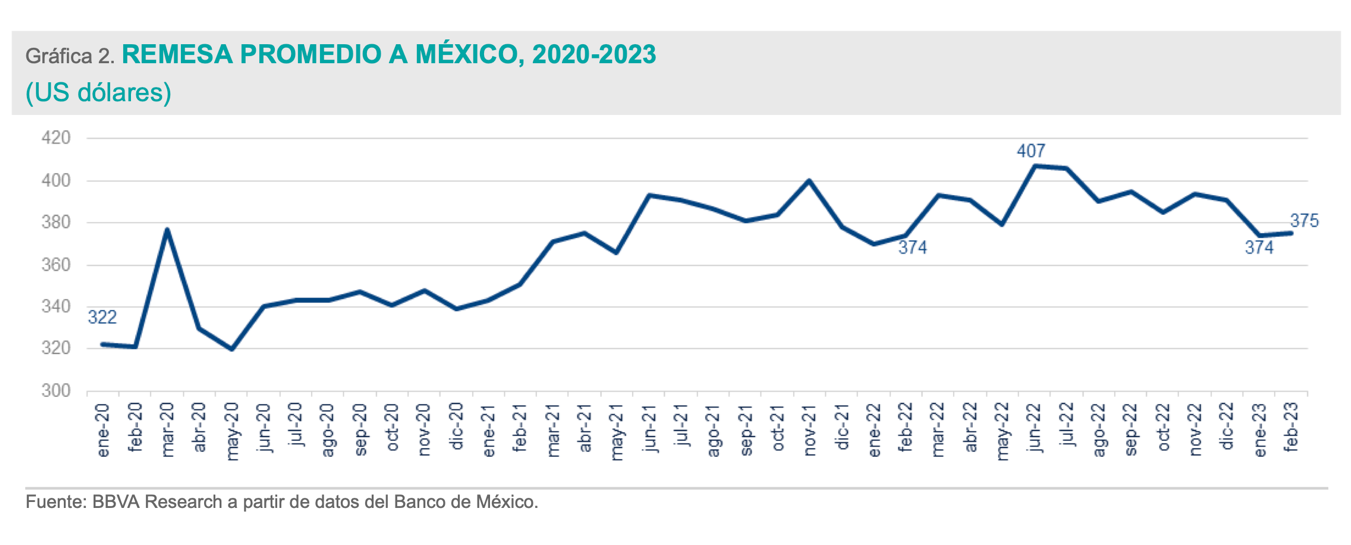 Gráfica 2. REMESA PROMEDIO A MÉXICO, 2020-2023
(US dólares)
420
400
380
360
340
320
300
322
374
407
374
375
ene-20
feb-20
mar-20
abr-20
may-20
jun-20
jul-20
ago-20
sep-20
oct-20
nov-20
dic-20
ene-21
feb-21
mar-21
abr-21
may-21
jun-21
jul-21
ago-21
sep-21
oct-21
nov-21
dic-21
ene-22
feb-22
mar-22
abr-22
may-22
jun-22
jul-22
ago-22
sep-22
oct-22
nov-22
dic-22
ene-23
feb-23
Fuente: BBVA Research a partir de datos del Banco de México.